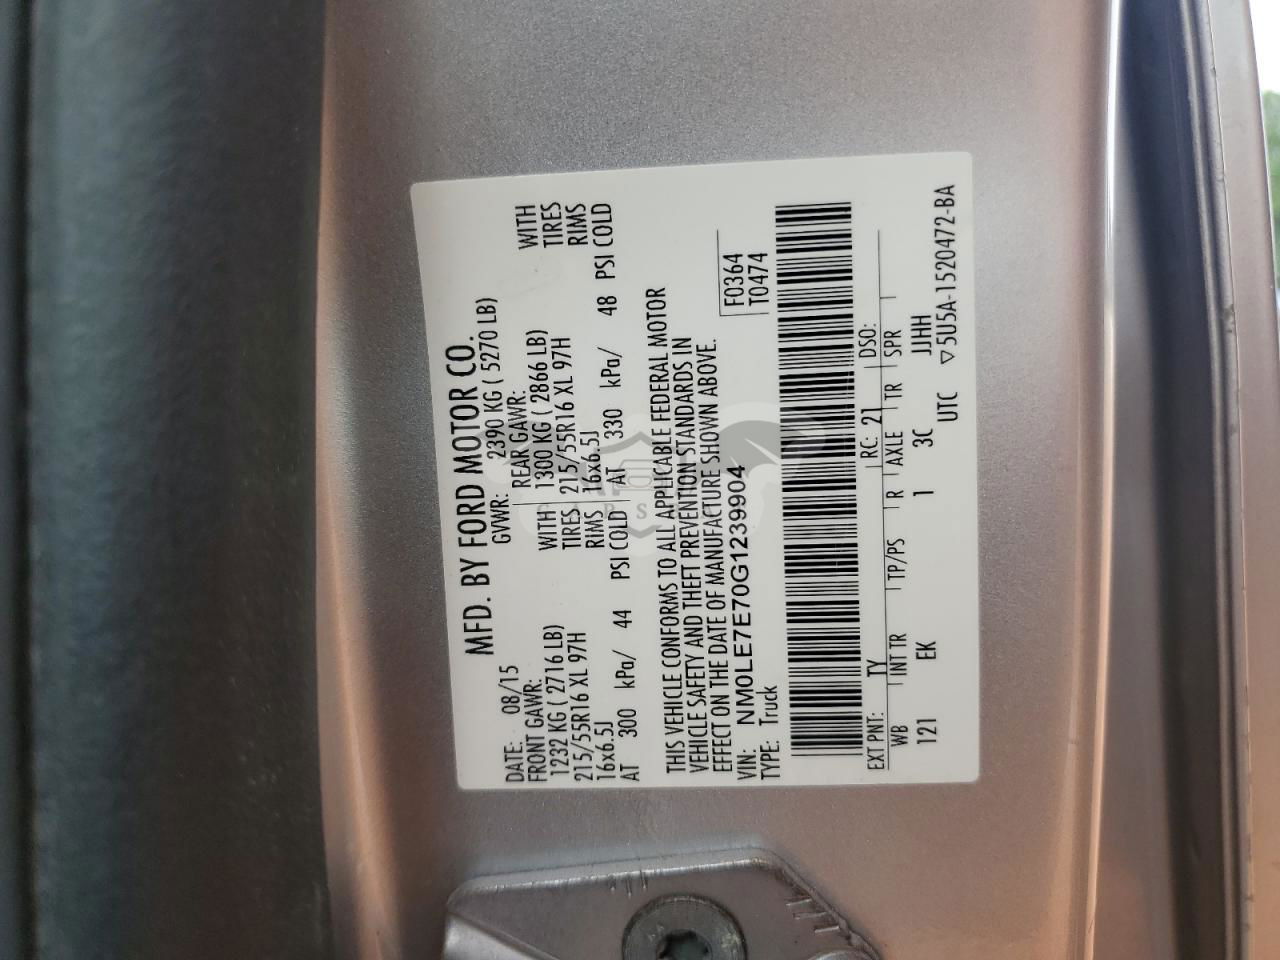 MFD. BY FORD MOTOR CO.
DATE: 08/15 GVWR: 2390 KG ( 5270 LB)
FRONT GAWR: REAR GAWR:
1232 KG ( 2716 LB) WITH 1300 KG ( 2866 LB) WITH
215/55R16 XL 97H TIRES 215/55R16 XL 97H TIRES
16x6.5J RIMS 16x6.5J RIMS
AT 300 kPa/ 44 PSI COLD AT 330 kPa/ 48 PSI COLD
THIS VEHICLE CONFORMS TO ALL APPLICABLE FEDERAL MOTOR
VEHICLE SAFETY AND THEFT PREVENTION STANDARDS IN
EFFECT ON THE DATE OF MANUFACTURE SHOWN ABOVE.
VIN: NM0LE7E70G1239904 F0364
TYPE: Truck T0474
EXT PNT: TY RC: 21 DSO:
WB INT TR TP/PS R AXLE TR SPR
121 EK 1 3C JJHH
UTC ▽5U5A-1520472-BA